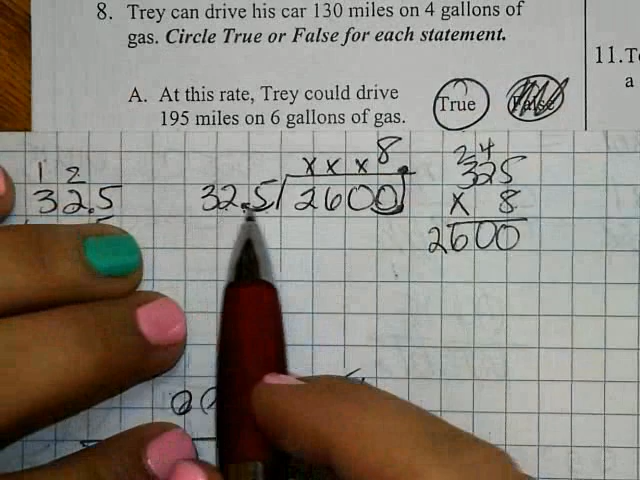 8. Trey can drive his car 130 miles on 4 gallons of
gas. Circle True or False for each statement.
11. T
a
A. At this rate, Trey could drive
195 miles on 6 gallons of gas.
True False
1 2
32.5
x x x 8.
32.5 2600
2 4
325
x 8
2600